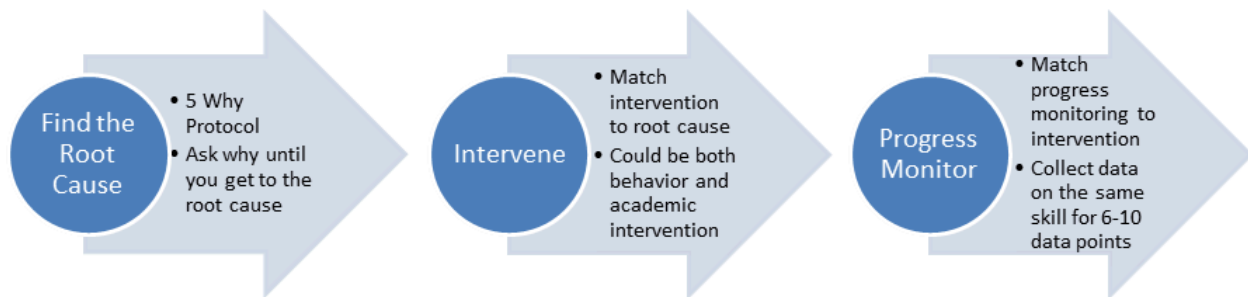 Find the
Root
Cause
• 5 Why
Protocol
• Ask why until
you get to the
root cause
Intervene
• Match
intervention
to root cause
• Could be both
behavior and
academic
intervention
Progress
Monitor
• Match
progress
monitoring to
intervention
• Collect data
on the same
skill for 6-10
data points